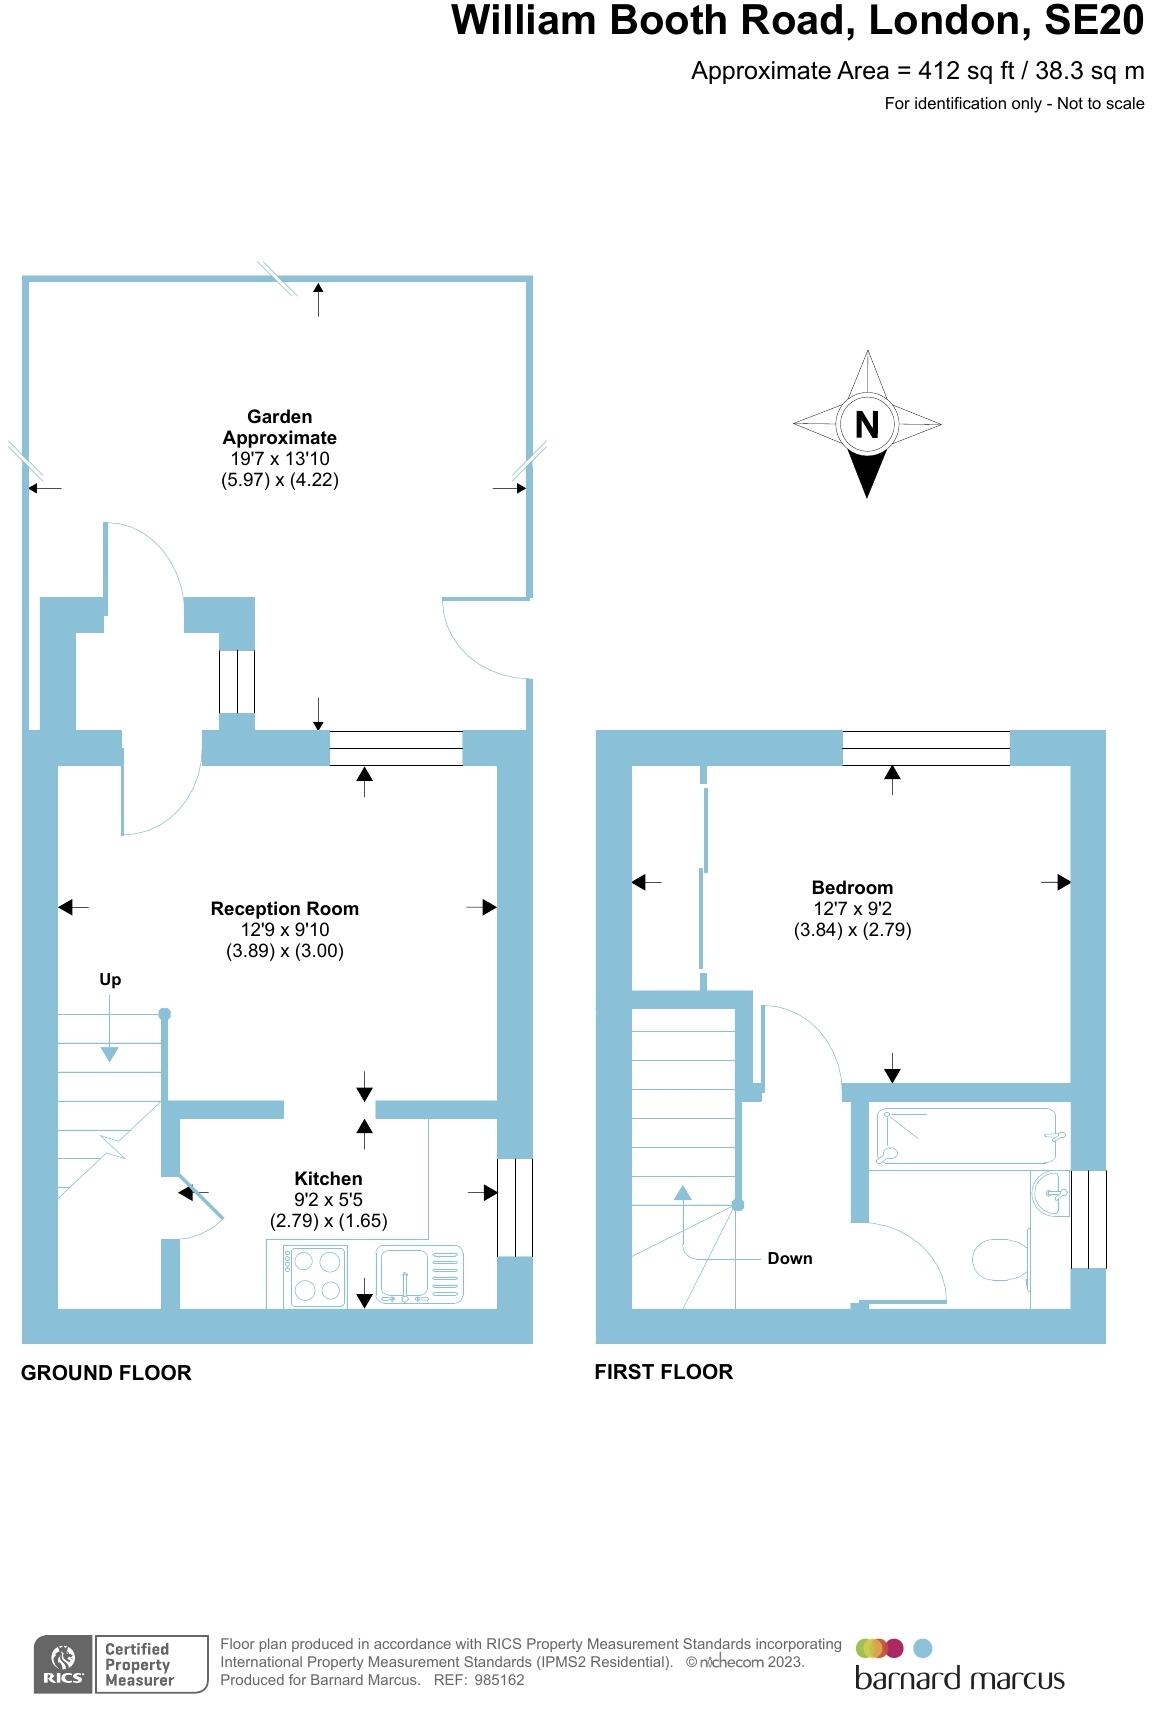 William Booth Road, London, SE20
Approximate Area = 412 sq ft / 38.3 sq m
For identification only - Not to scale
Garden
Approximate
19'7 x 13'10
(5.97) x (4.22)
N
Reception Room
12'9 x 9'10
(3.89) x (3.00)
Up
Kitchen
9'2 x 5'5
(2.79) x (1.65)
GROUND FLOOR
Bedroom
12'7 x 9'2
(3.84) x (2.79)
Down
FIRST FLOOR
RICS
Certified
Property
Measurer
Floor plan produced in accordance with RICS Property Measurement Standards incorporating
International Property Measurement Standards (IPMS2 Residential). © nichecom 2023.
Produced for Barnard Marcus. REF: 985162
barnard marcus